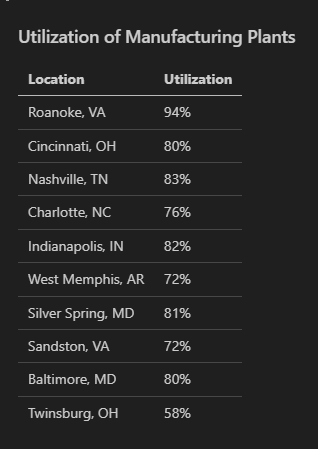 Utilization of Manufacturing Plants
Location Utilization
Roanoke, VA 94%
Cincinnati, OH 80%
Nashville, TN 83%
Charlotte, NC 76%
Indianapolis, IN 82%
West Memphis, AR 72%
Silver Spring, MD 81%
Sandston, VA 72%
Baltimore, MD 80%
Twinsburg, OH 58%